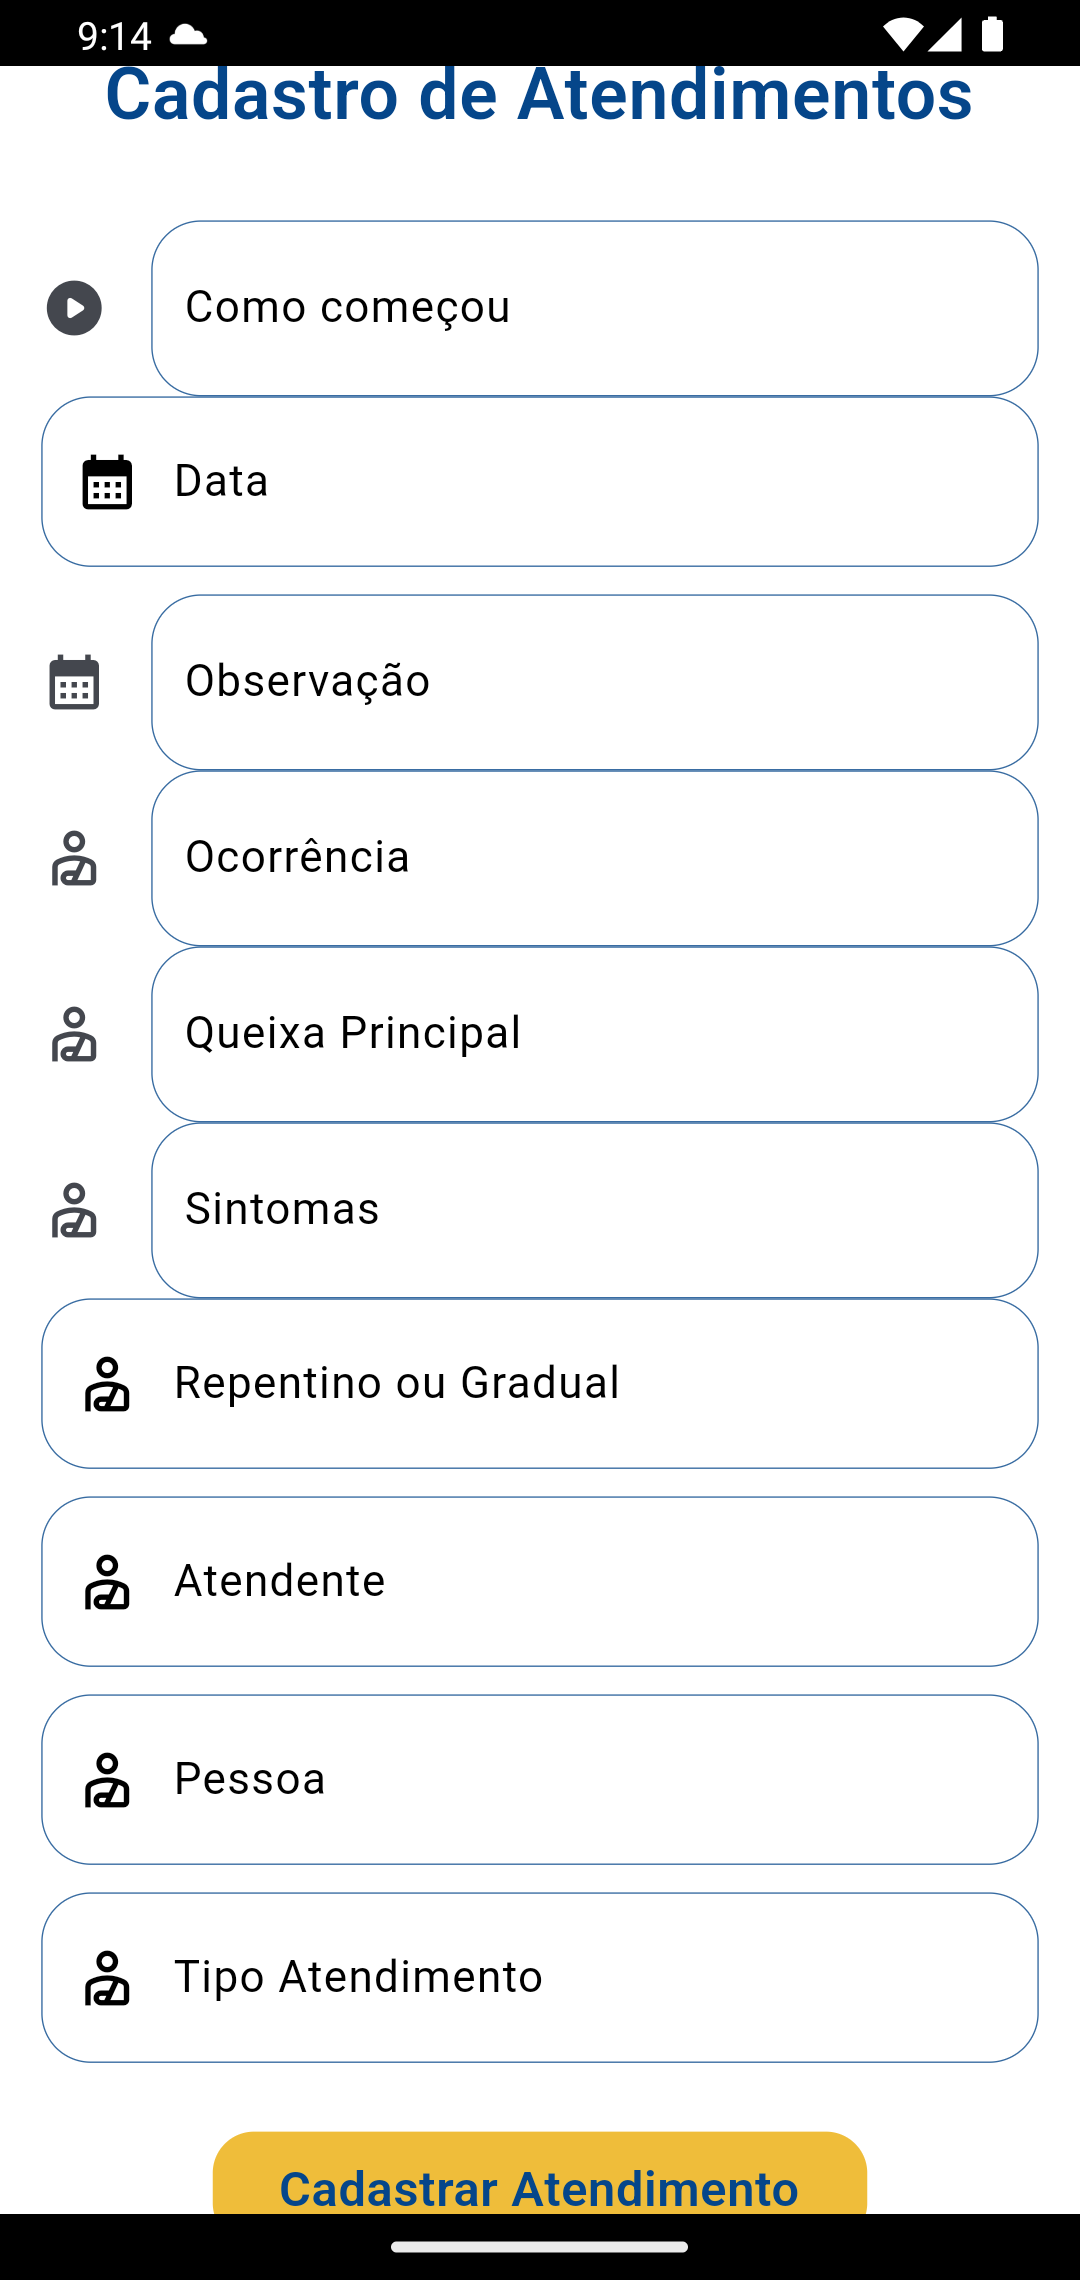 9:14
Cadastro de Atendimentos
Como começou
Data
Observação
Ocorrência
Queixa Principal
Sintomas
Repentino ou Gradual
Atendente
Pessoa
Tipo Atendimento
Cadastrar Atendimento